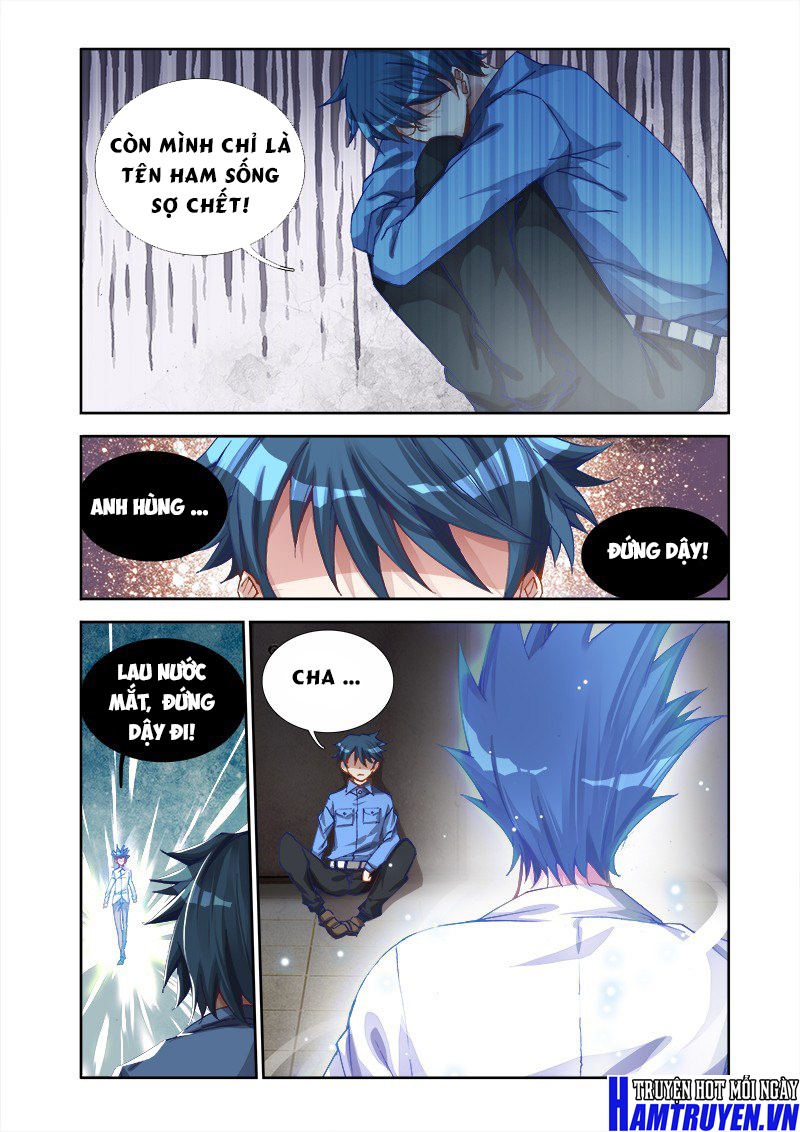 CÒN MÌNH CHỈ LÀ
TÊN HAM SỐNG
SỢ CHẾT!
ANH HÙNG ...
ĐỨNG DẬY!
LAU NƯỚC
MẮT, ĐỨNG
DẬY ĐI!
CHA ...
TRUYỆN HOT MỖI NGÀY
HAMTRUYEN.VN